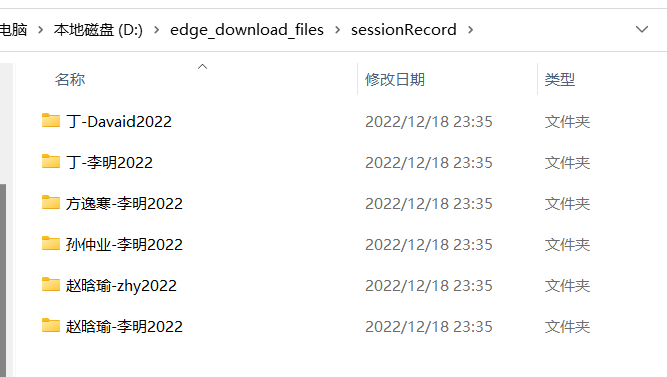 电脑 › 本地磁盘 (D:) › edge_download_files › sessionRecord ›
名称 修改日期 类型
丁-Davaid2022 2022/12/18 23:35 文件夹
丁-李明2022 2022/12/18 23:35 文件夹
方逸寒-李明2022 2022/12/18 23:35 文件夹
孙仲业-李明2022 2022/12/18 23:35 文件夹
赵晗瑜-zhy2022 2022/12/18 23:35 文件夹
赵晗瑜-李明2022 2022/12/18 23:35 文件夹